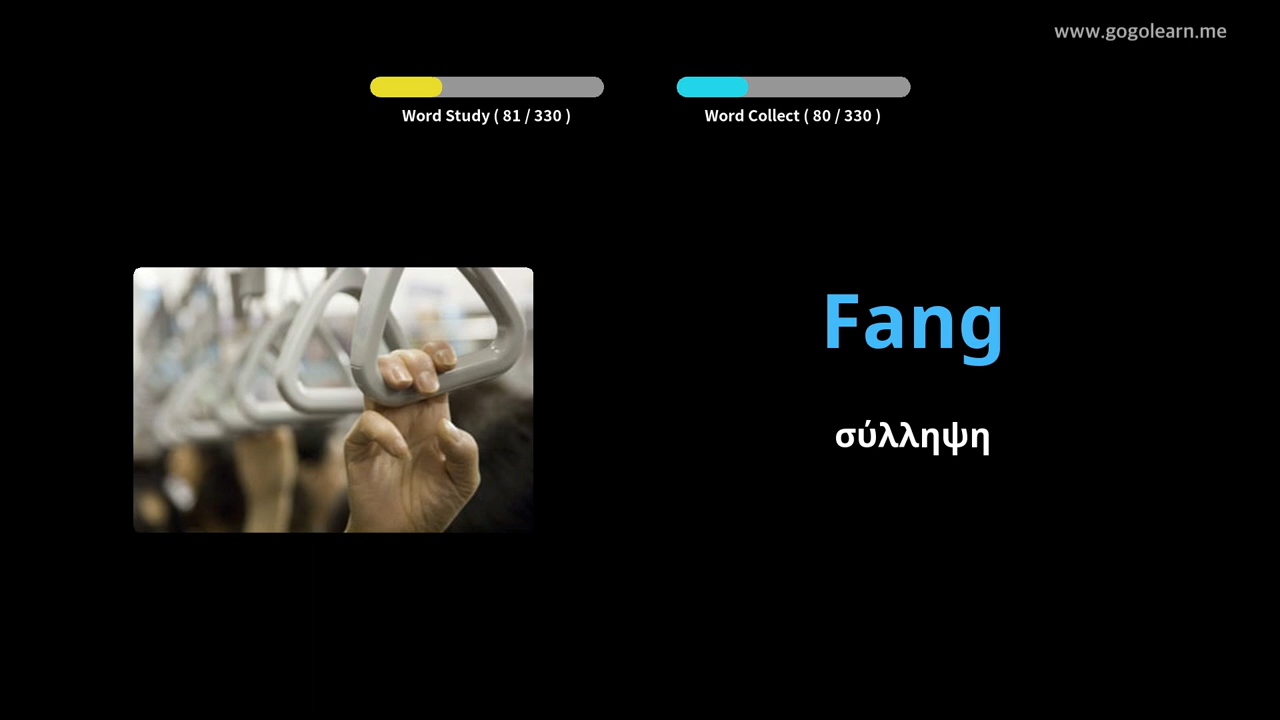 www.gogolearn.me
Word Study ( 81 / 330 )
Word Collect ( 80 / 330 )
Fang
σύλληψη